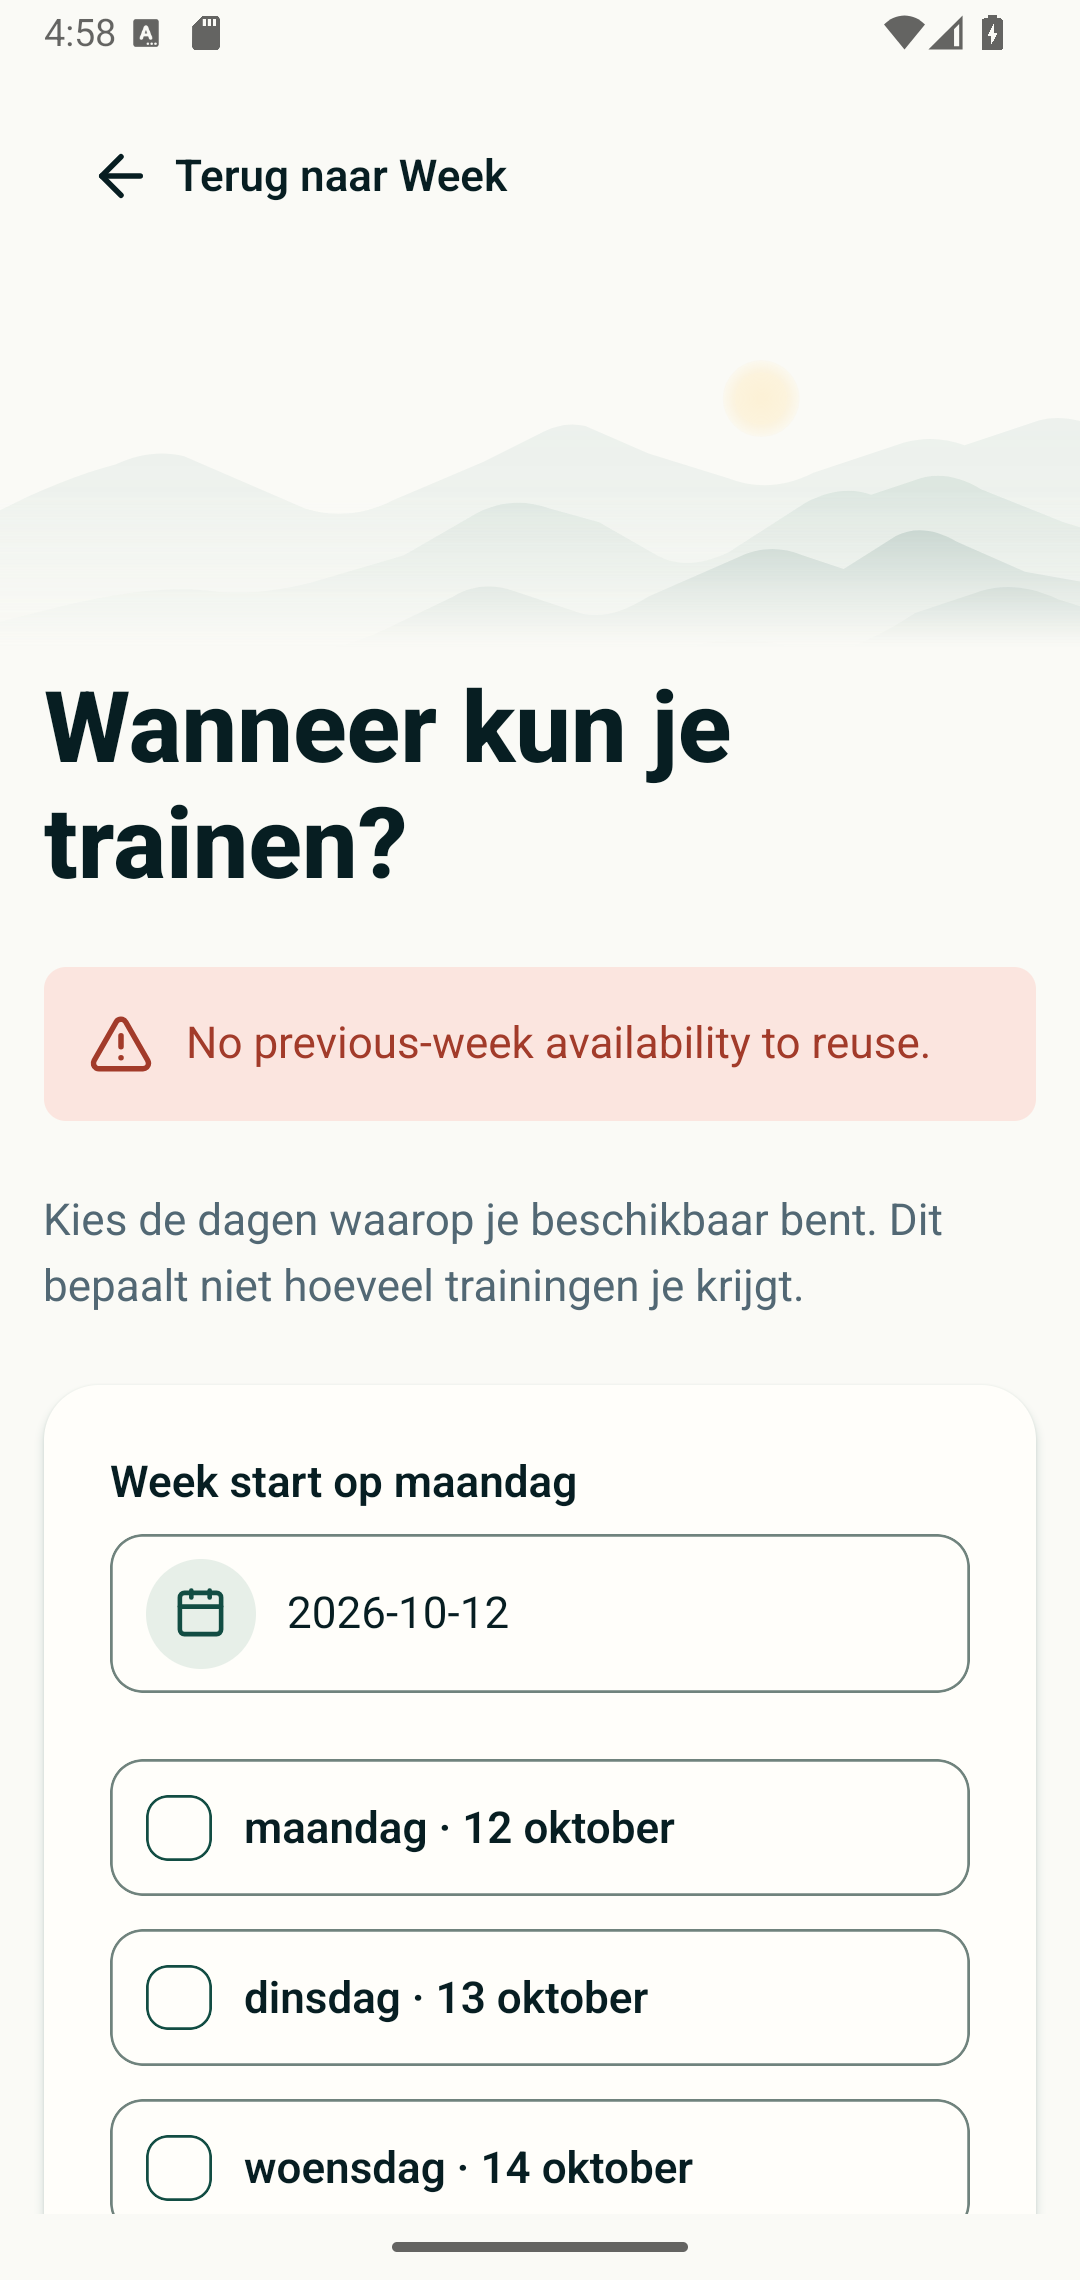 4:58
Terug naar Week
Wanneer kun je
trainen?
No previous-week availability to reuse.
Kies de dagen waarop je beschikbaar bent. Dit
bepaalt niet hoeveel trainingen je krijgt.
Week start op maandag
2026-10-12
maandag · 12 oktober
dinsdag · 13 oktober
woensdag · 14 oktober